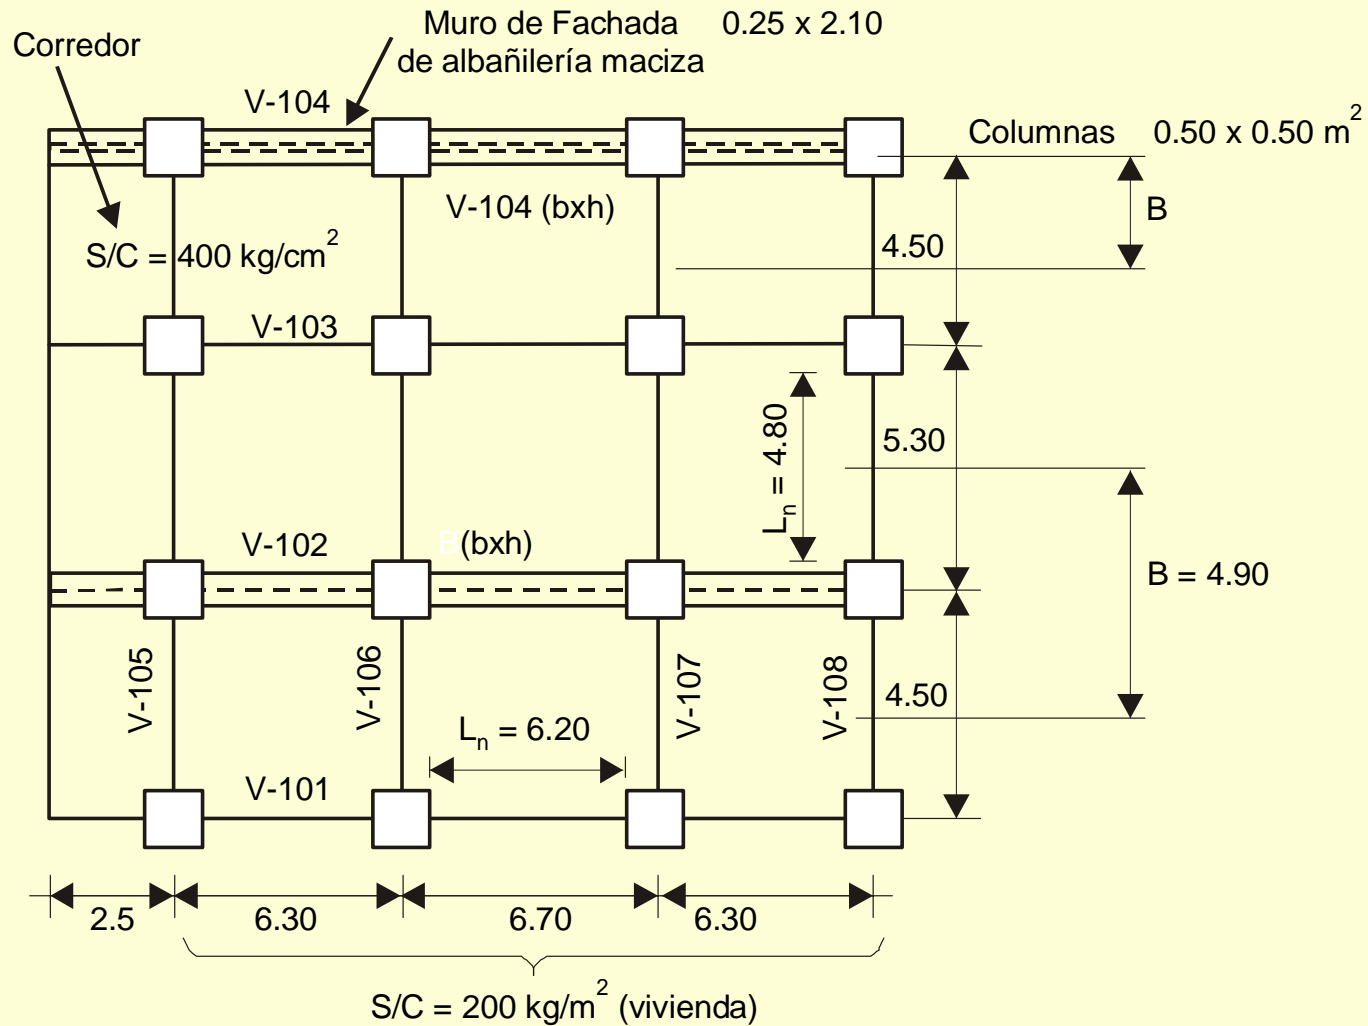 Muro de Fachada 0.25 x 2.10
de albañilería maciza
Corredor
V-104
Columnas 0.50 x 0.50 m²
V-104 (bxh)
B
S/C = 400 kg/cm²
4.50
V-103
Lₙ = 4.80
5.30
V-102
B(bxh)
B = 4.90
V-105
V-106
V-107
V-108
4.50
Lₙ = 6.20
V-101
2.5
6.30
6.70
6.30
S/C = 200 kg/m² (vivienda)